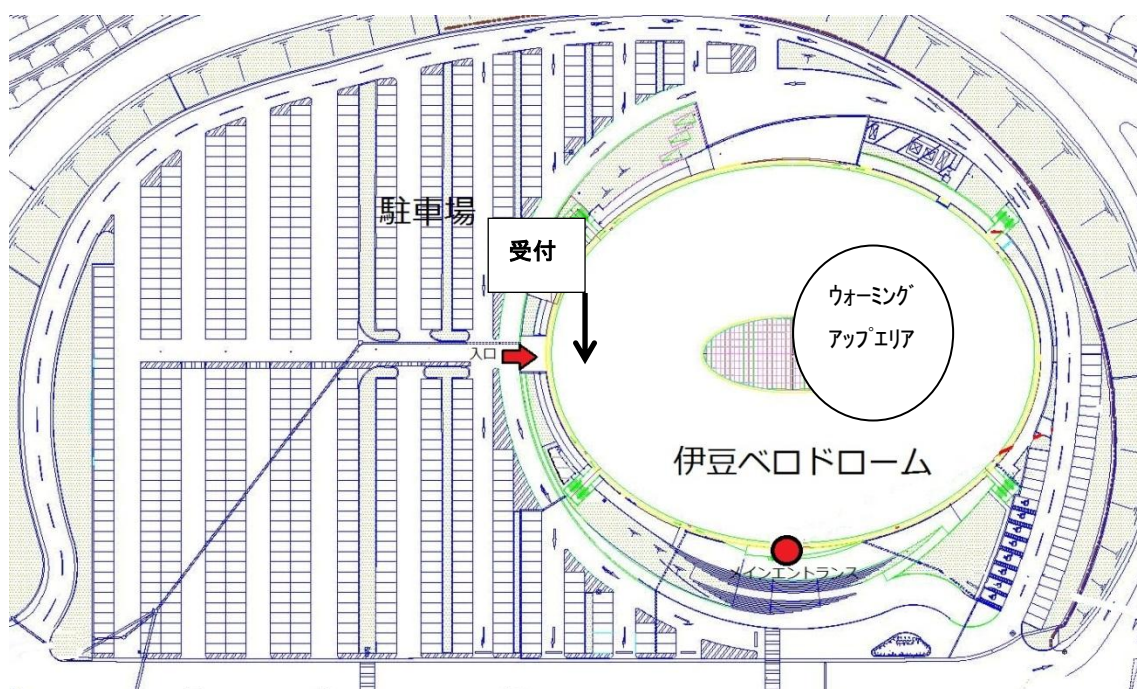 駐車場
受付
ウォーミング
アップエリア
入口
伊豆ベロドローム
メインエントランス